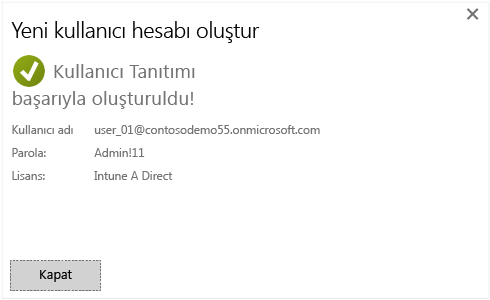 Yeni kullanıcı hesabı oluştur
Kullanıcı Tanıtımı
başarıyla oluşturuldu!
Kullanıcı adı user_01@contosodemo55.onmicrosoft.com
Parola: Admin!11
Lisans: Intune A Direct
Kapat